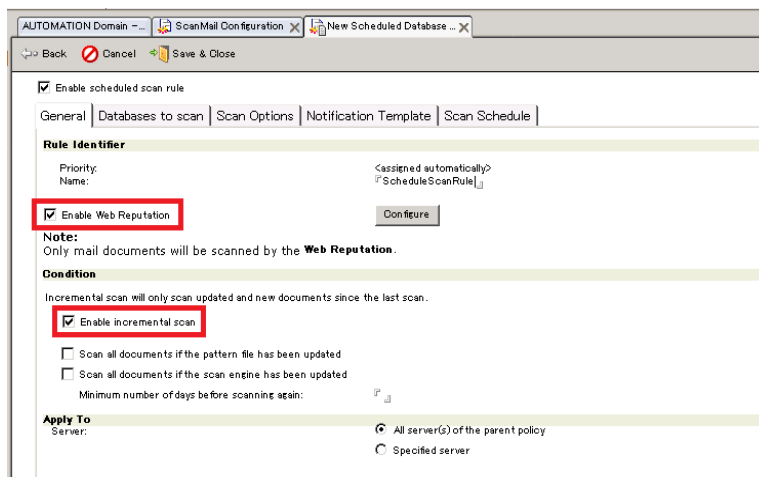 AUTOMATION Domain -... ScanMail Configuration New Scheduled Database ...
Back Cancel Save & Close
Enable scheduled scan rule
General Databases to scan Scan Options Notification Template Scan Schedule
Rule Identifier
Priority: <assigned automatically>
Name: ScheduleScanRule
Enable Web Reputation Configure
Note:
Only mail documents will be scanned by the Web Reputation.
Condition
Incremental scan will only scan updated and new documents since the last scan.
Enable incremental scan
Scan all documents if the pattern file has been updated
Scan all documents if the scan engine has been updated
Minimum number of days before scanning again:
Apply To
Server: All server(s) of the parent policy
Specified server